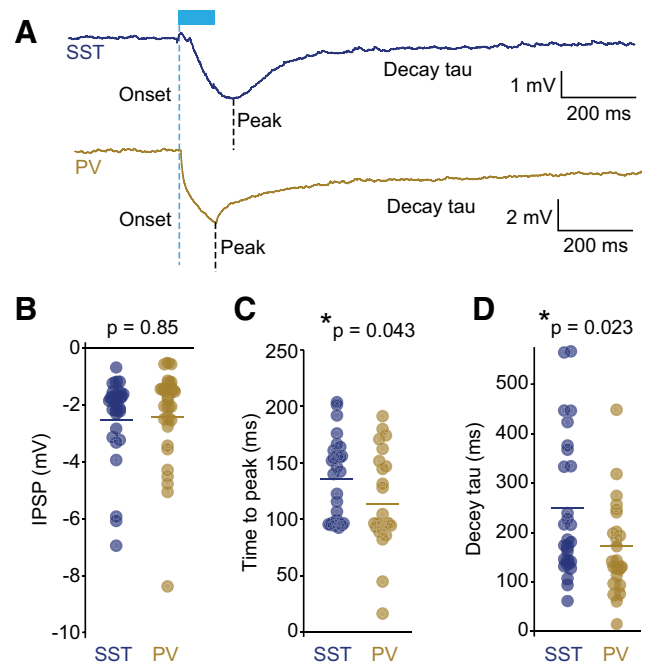 A
SST
Onset
Peak
Decay tau
1 mV
200 ms
PV
Onset
Peak
Decay tau
2 mV
200 ms
B
p = 0.85
IPSP (mV)
0
-2
-4
-6
-8
-10
SST PV
C
* p = 0.043
Time to peak (ms)
250
200
150
100
50
0
SST PV
D
* p = 0.023
Decey tau (ms)
500
400
300
200
100
0
SST PV